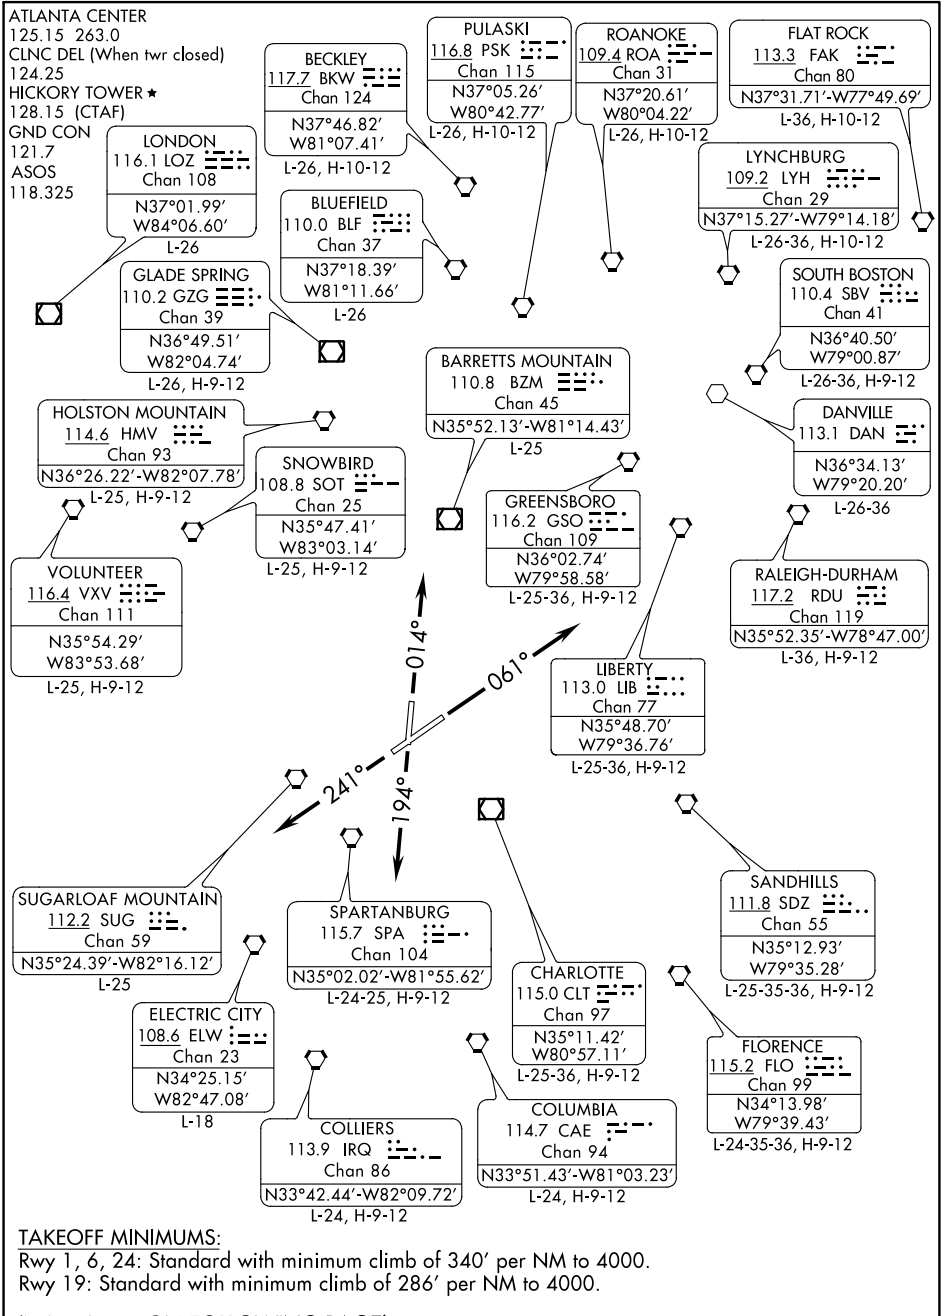 ATLANTA CENTER
125.15 263.0
CLNC DEL (When twr closed)
124.25
HICKORY TOWER ★
128.15 (CTAF)
GND CON
121.7
ASOS
118.325
BECKLEY
117.7 BKW
Chan 124
N37°46.82'
W81°07.41'
L-26, H-10-12
PULASKI
116.8 PSK
Chan 115
N37°05.26'
W80°42.77'
L-26, H-10-12
ROANOKE
109.4 ROA
Chan 31
N37°20.61'
W80°04.22'
L-26, H-10-12
FLAT ROCK
113.3 FAK
Chan 80
N37°31.71'-W77°49.69'
L-36, H-10-12
LONDON
116.1 LOZ
Chan 108
N37°01.99'
W84°06.60'
L-26
BLUEFIELD
110.0 BLF
Chan 37
N37°18.39'
W81°11.66'
L-26
LYNCHBURG
109.2 LYH
Chan 29
N37°15.27'-W79°14.18'
L-26-36, H-10-12
GLADE SPRING
110.2 GZG
Chan 39
N36°49.51'
W82°04.74'
L-26, H-9-12
SOUTH BOSTON
110.4 SBV
Chan 41
N36°40.50'
W79°00.87'
L-26-36, H-9-12
BARRETTS MOUNTAIN
110.8 BZM
Chan 45
N35°52.13'-W81°14.43'
L-25
HOLSTON MOUNTAIN
114.6 HMV
Chan 93
N36°26.22'-W82°07.78'
L-25, H-9-12
DANVILLE
113.1 DAN
N36°34.13'
W79°20.20'
L-26-36
SNOWBIRD
108.8 SOT
Chan 25
N35°47.41'
W83°03.14'
L-25, H-9-12
GREENSBORO
116.2 GSO
Chan 109
N36°02.74'
W79°58.58'
L-25-36, H-9-12
VOLUNTEER
116.4 VXV
Chan 111
N35°54.29'
W83°53.68'
L-25, H-9-12
RALEIGH-DURHAM
117.2 RDU
Chan 119
N35°52.35'-W78°47.00'
L-36, H-9-12
014°
061°
241°
194°
LIBERTY
113.0 LIB
Chan 77
N35°48.70'
W79°36.76'
L-25-36, H-9-12
SUGARLOAF MOUNTAIN
112.2 SUG
Chan 59
N35°24.39'-W82°16.12'
L-25
SPARTANBURG
115.7 SPA
Chan 104
N35°02.02'-W81°55.62'
L-24-25, H-9-12
SANDHILLS
111.8 SDZ
Chan 55
N35°12.93'
W79°35.28'
L-25-35-36, H-9-12
CHARLOTTE
115.0 CLT
Chan 97
N35°11.42'
W80°57.11'
L-25-36, H-9-12
ELECTRIC CITY
108.6 ELW
Chan 23
N34°25.15'
W82°47.08'
L-18
FLORENCE
115.2 FLO
Chan 99
N34°13.98'
W79°39.43'
L-24-35-36, H-9-12
COLLIERS
113.9 IRQ
Chan 86
N33°42.44'-W82°09.72'
L-24, H-9-12
COLUMBIA
114.7 CAE
Chan 94
N33°51.43'-W81°03.23'
L-24, H-9-12
TAKEOFF MINIMUMS:
Rwy 1, 6, 24: Standard with minimum climb of 340' per NM to 4000.
Rwy 19: Standard with minimum climb of 286' per NM to 4000.